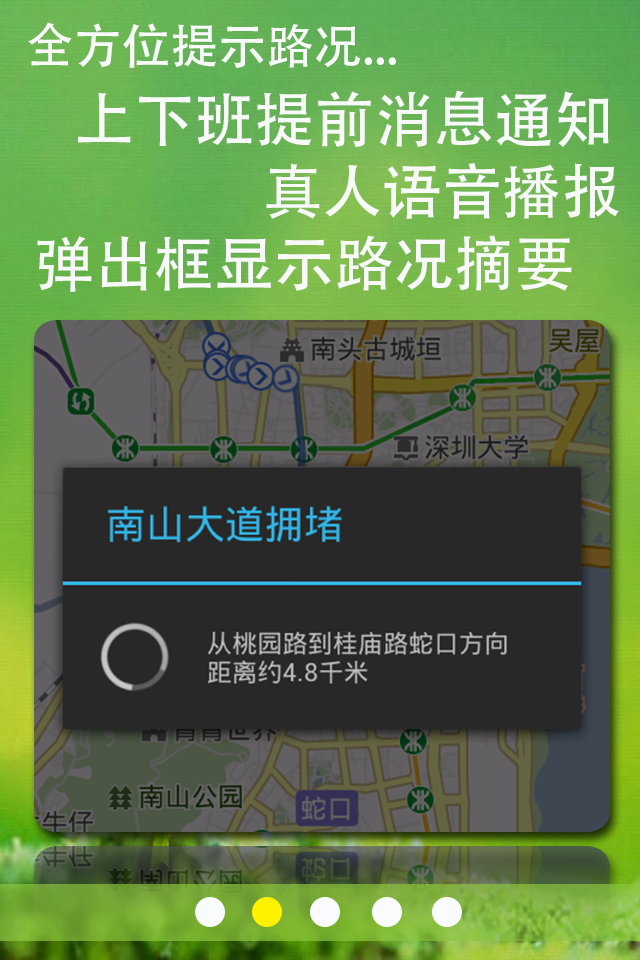 全方位提示路况...
上下班提前消息通知
真人语音播报
弹出框显示路况摘要
南头古城垣
吴屋
深圳大学
南山大道拥堵
从桃园路到桂庙路蛇口方向
距离约4.8千米
青青世界
南山公园
蛇口
牛仔